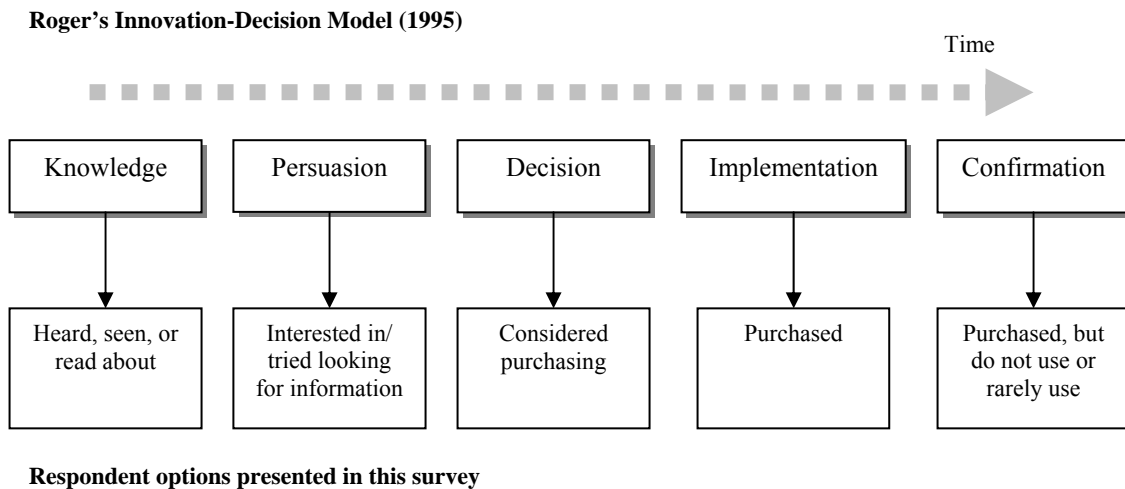 Roger's Innovation-Decision Model (1995)
Time
Knowledge
Persuasion
Decision
Implementation
Confirmation
Heard, seen, or
read about
Interested in/
tried looking
for information
Considered
purchasing
Purchased
Purchased, but
do not use or
rarely use
Respondent options presented in this survey